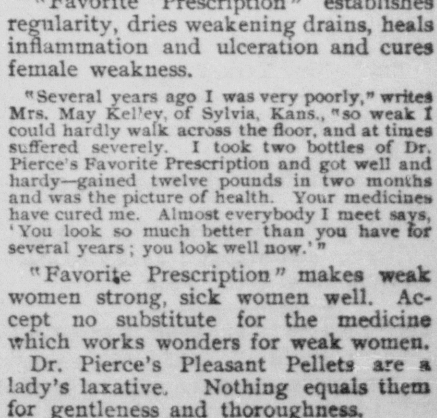 "Favorite Prescription" establishes
regularity, dries weakening drains, heals
inflammation and ulceration and cures
female weakness.
"Several years ago I was very poorly," writes
Mrs. May Kelley, of Sylvia, Kans., "so weak I
could hardly walk across the floor, and at times
suffered severely. I took two bottles of Dr.
Pierce's Favorite Prescription and got well and
hardy—gained twelve pounds in two months
and was the picture of health. Your medicines
have cured me. Almost everybody I meet says,
'You look so much better than you have for
several years; you look well now.'"
"Favorite Prescription" makes weak
women strong, sick women well. Ac-
cept no substitute for the medicine
which works wonders for weak women.
Dr. Pierce's Pleasant Pellets are a
lady's laxative. Nothing equals them
for gentleness and thoroughness.